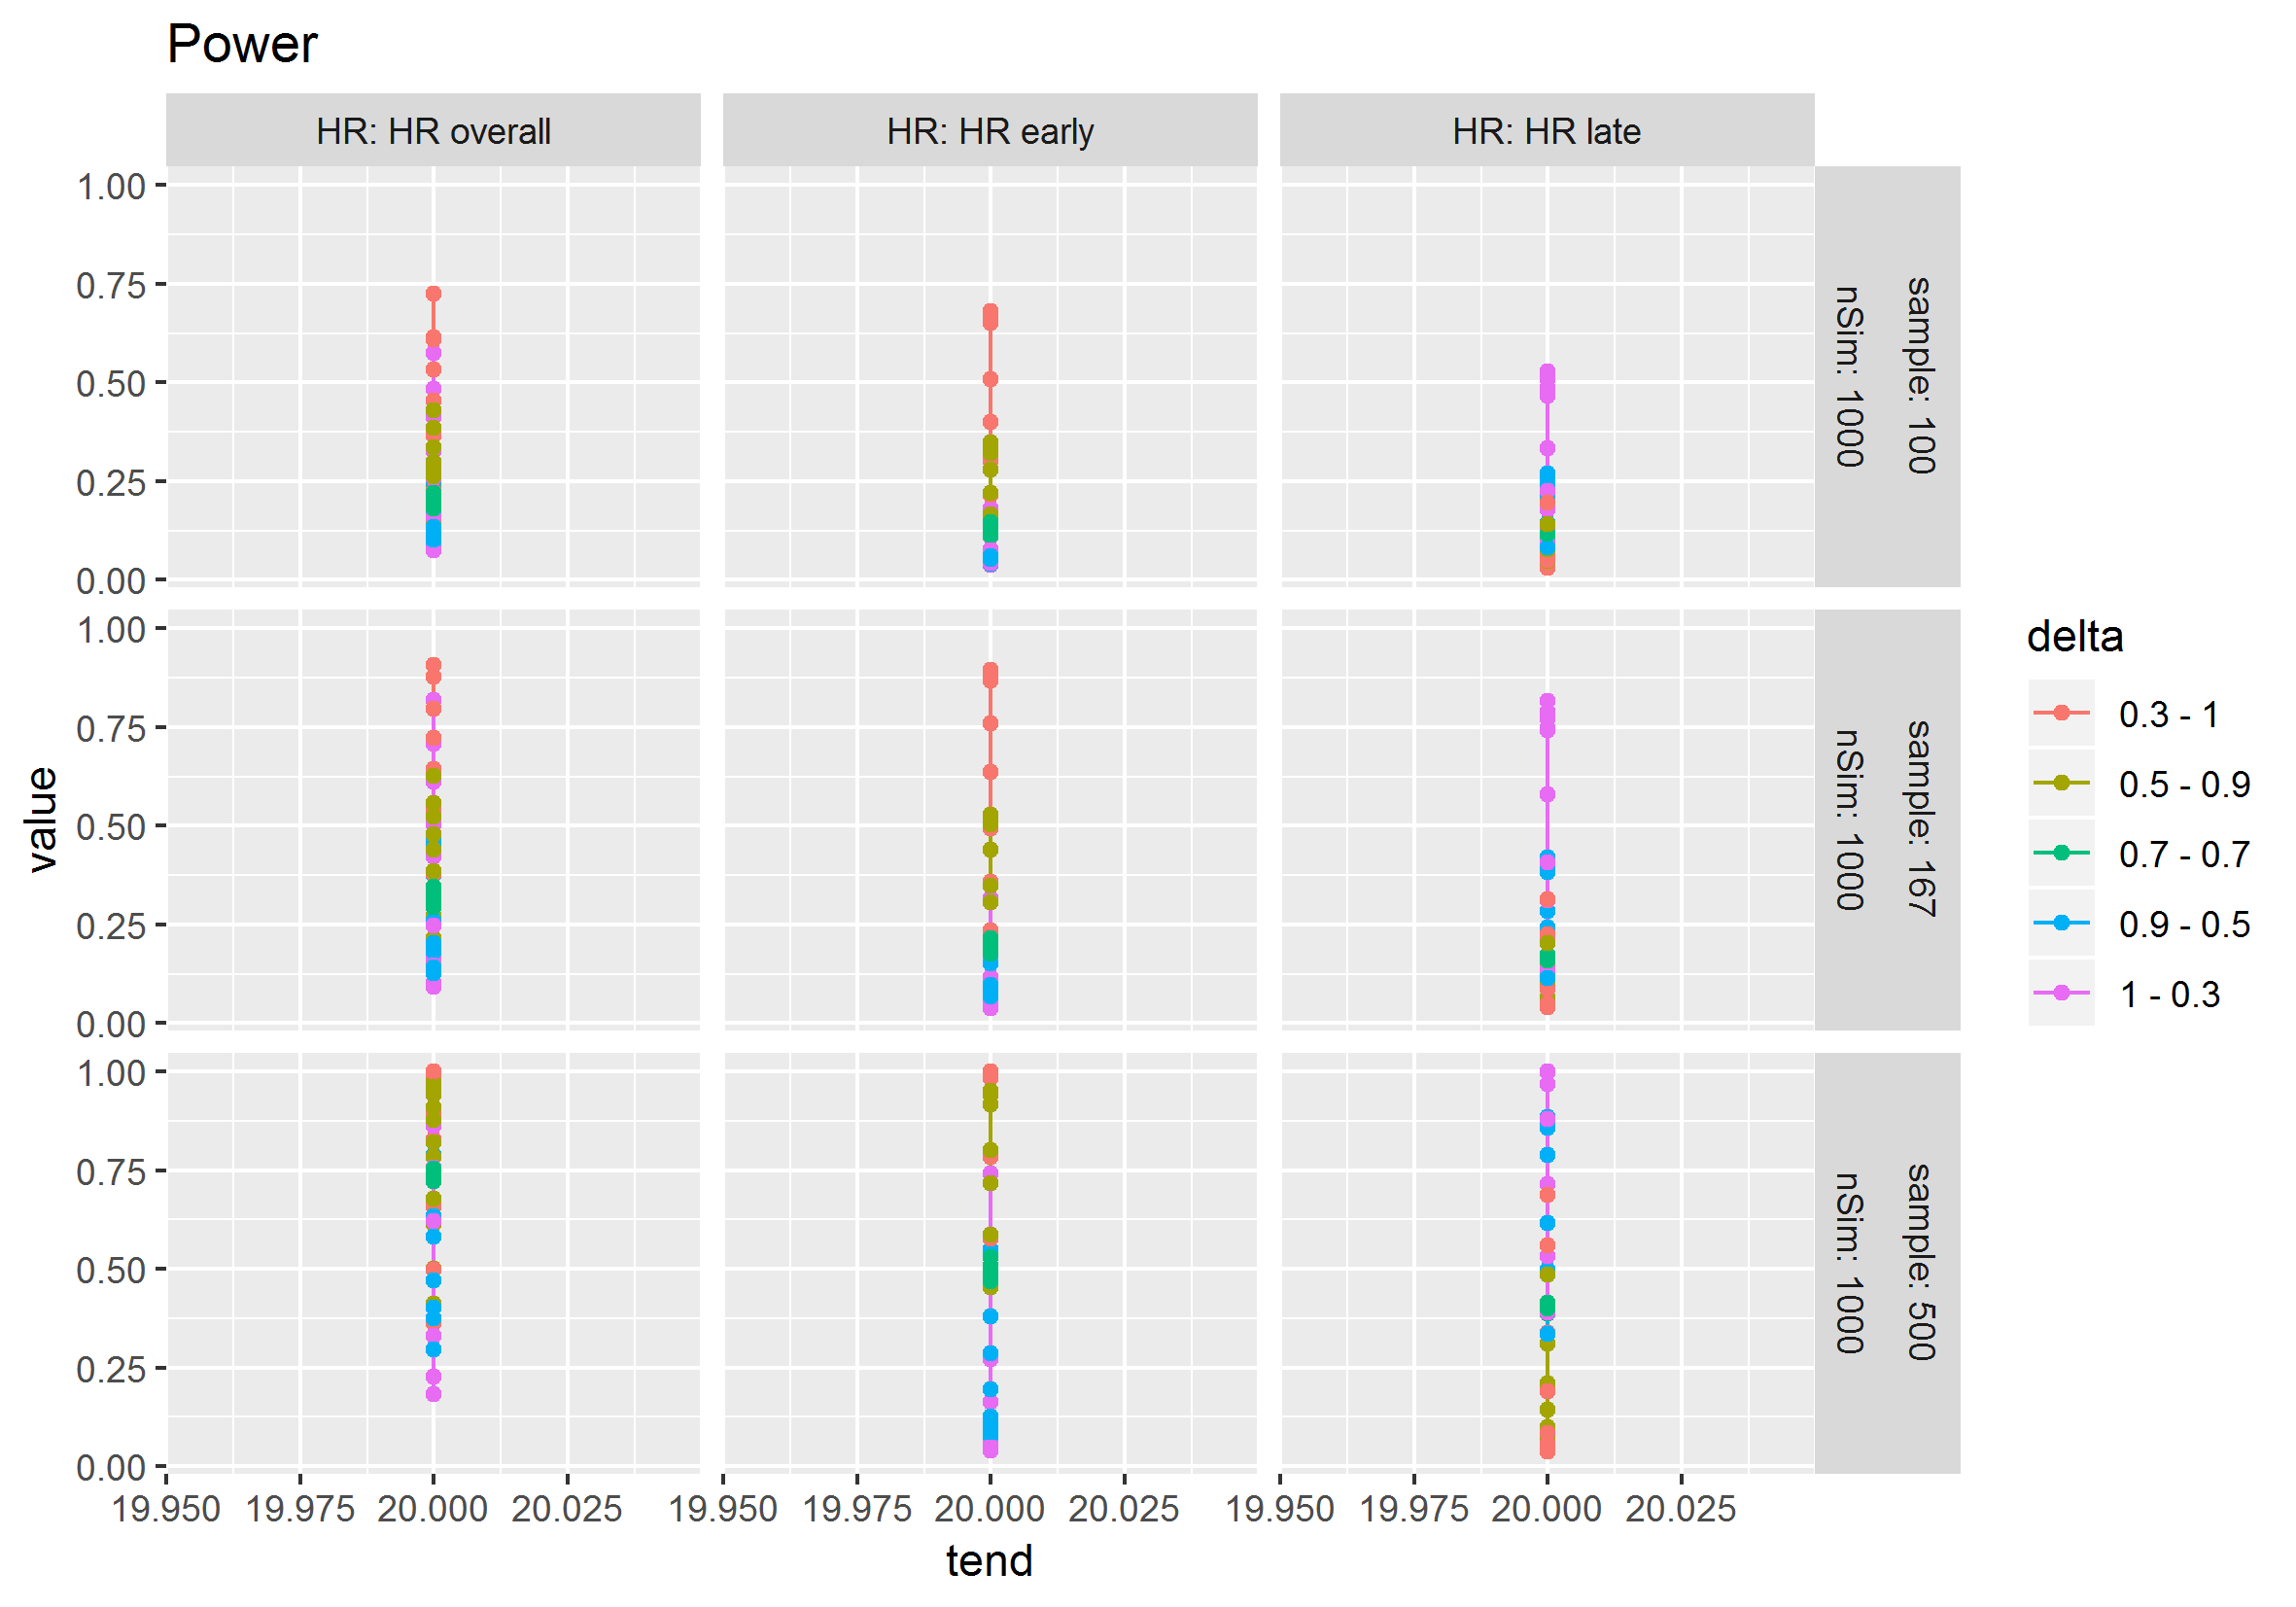 Power
HR: HR overall
HR: HR early
HR: HR late
1.00
0.75
0.50
0.25
0.00
sample: 100
nSim: 1000
1.00
0.75
0.50
0.25
0.00
sample: 167
nSim: 1000
1.00
0.75
0.50
0.25
0.00
sample: 500
nSim: 1000
value
19.950 19.975 20.000 20.025
19.950 19.975 20.000 20.025
19.950 19.975 20.000 20.025
tend
delta
0.3 - 1
0.5 - 0.9
0.7 - 0.7
0.9 - 0.5
1 - 0.3